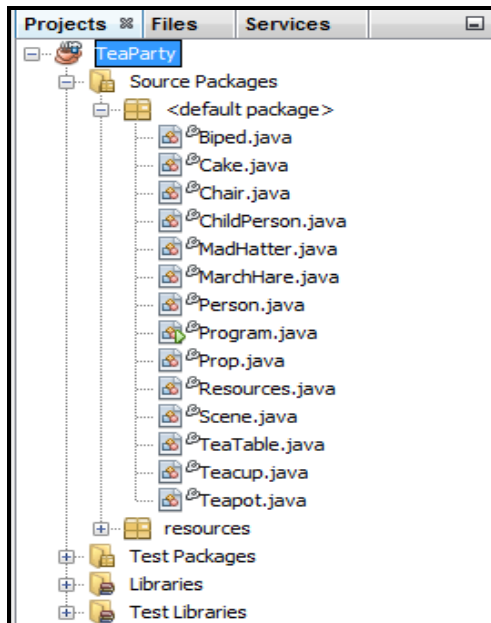 Projects Files Services
TeaParty
Source Packages
<default package>
Biped.java
Cake.java
Chair.java
ChildPerson.java
MadHatter.java
MarchHare.java
Person.java
Program.java
Prop.java
Resources.java
Scene.java
TeaTable.java
Teacup.java
Teapot.java
resources
Test Packages
Libraries
Test Libraries